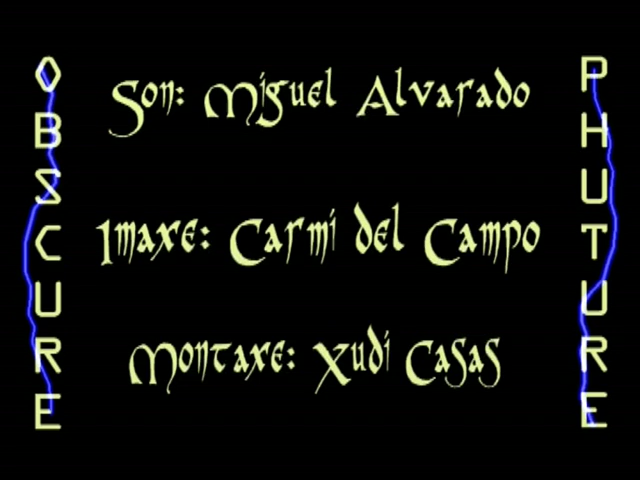 OBSCURE
Son: Miguel Alvarado
Imaxe: Carmi del Campo
Montaxe: Xudi Casas
PHUTURE